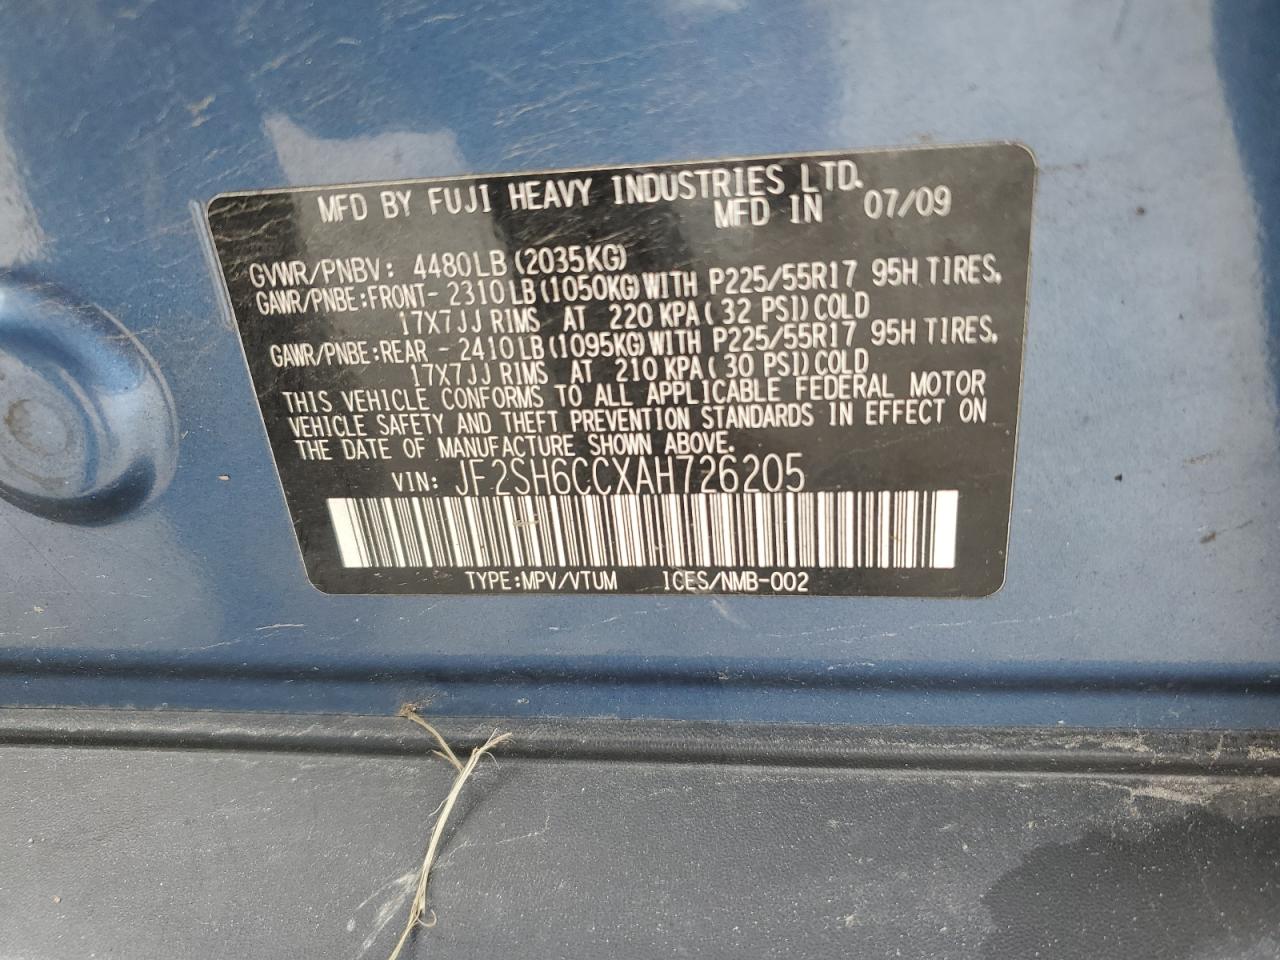 MFD BY FUJI HEAVY INDUSTRIES LTD.
MFD IN 07/09
GVWR/PNBV: 4480LB (2035KG)
GAWR/PNBE:FRONT- 2310LB (1050KG)WITH P225/55R17 95H TIRES,
17X7JJ RIMS AT 220 KPA( 32 PSI)COLD
GAWR/PNBE:REAR - 2410LB (1095KG)WITH P225/55R17 95H TIRES,
17X7JJ RIMS AT 210 KPA( 30 PSI)COLD
THIS VEHICLE CONFORMS TO ALL APPLICABLE FEDERAL MOTOR
VEHICLE SAFETY AND THEFT PREVENTION STANDARDS IN EFFECT ON
THE DATE OF MANUFACTURE SHOWN ABOVE.
VIN: JF2SH6CCXAH726205
TYPE:MPV/VTUM ICES/NMB-002